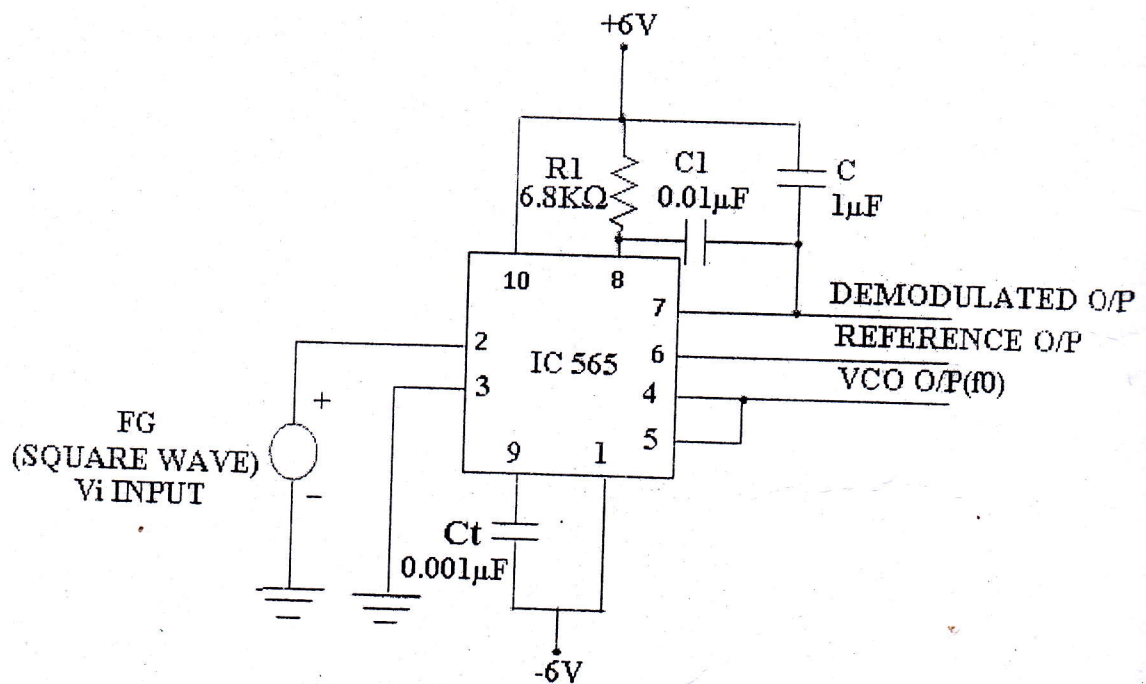 +6V
R1
6.8KΩ
C1
0.01µF
C
1µF
10
8
7
DEMODULATED O/P
2
6
REFERENCE O/P
3
IC 565
4
VCO O/P(f0)
5
9
1
+
FG
(SQUARE WAVE)
Vi INPUT
−
Ct
0.001µF
-6V